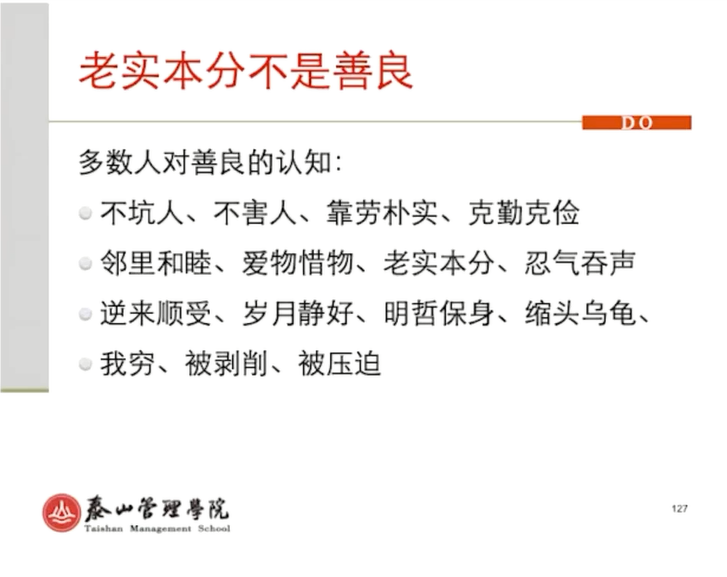 老实本分不是善良
DO
多数人对善良的认知：
不坑人、不害人、靠劳朴实、克勤克俭
邻里和睦、爱物惜物、老实本分、忍气吞声
逆来顺受、岁月静好、明哲保身、缩头乌龟、
我穷、被剥削、被压迫
泰山管理學院
Taishan Management School
127